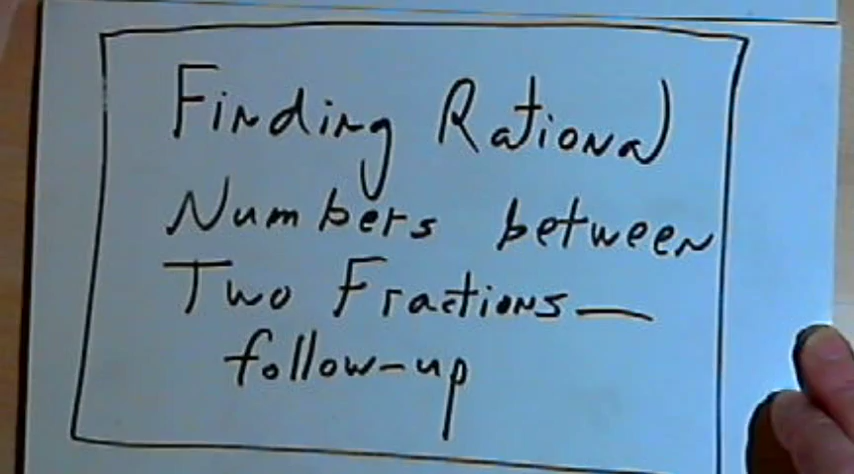 Finding Rational
Numbers between
Two Fractions—
follow-up